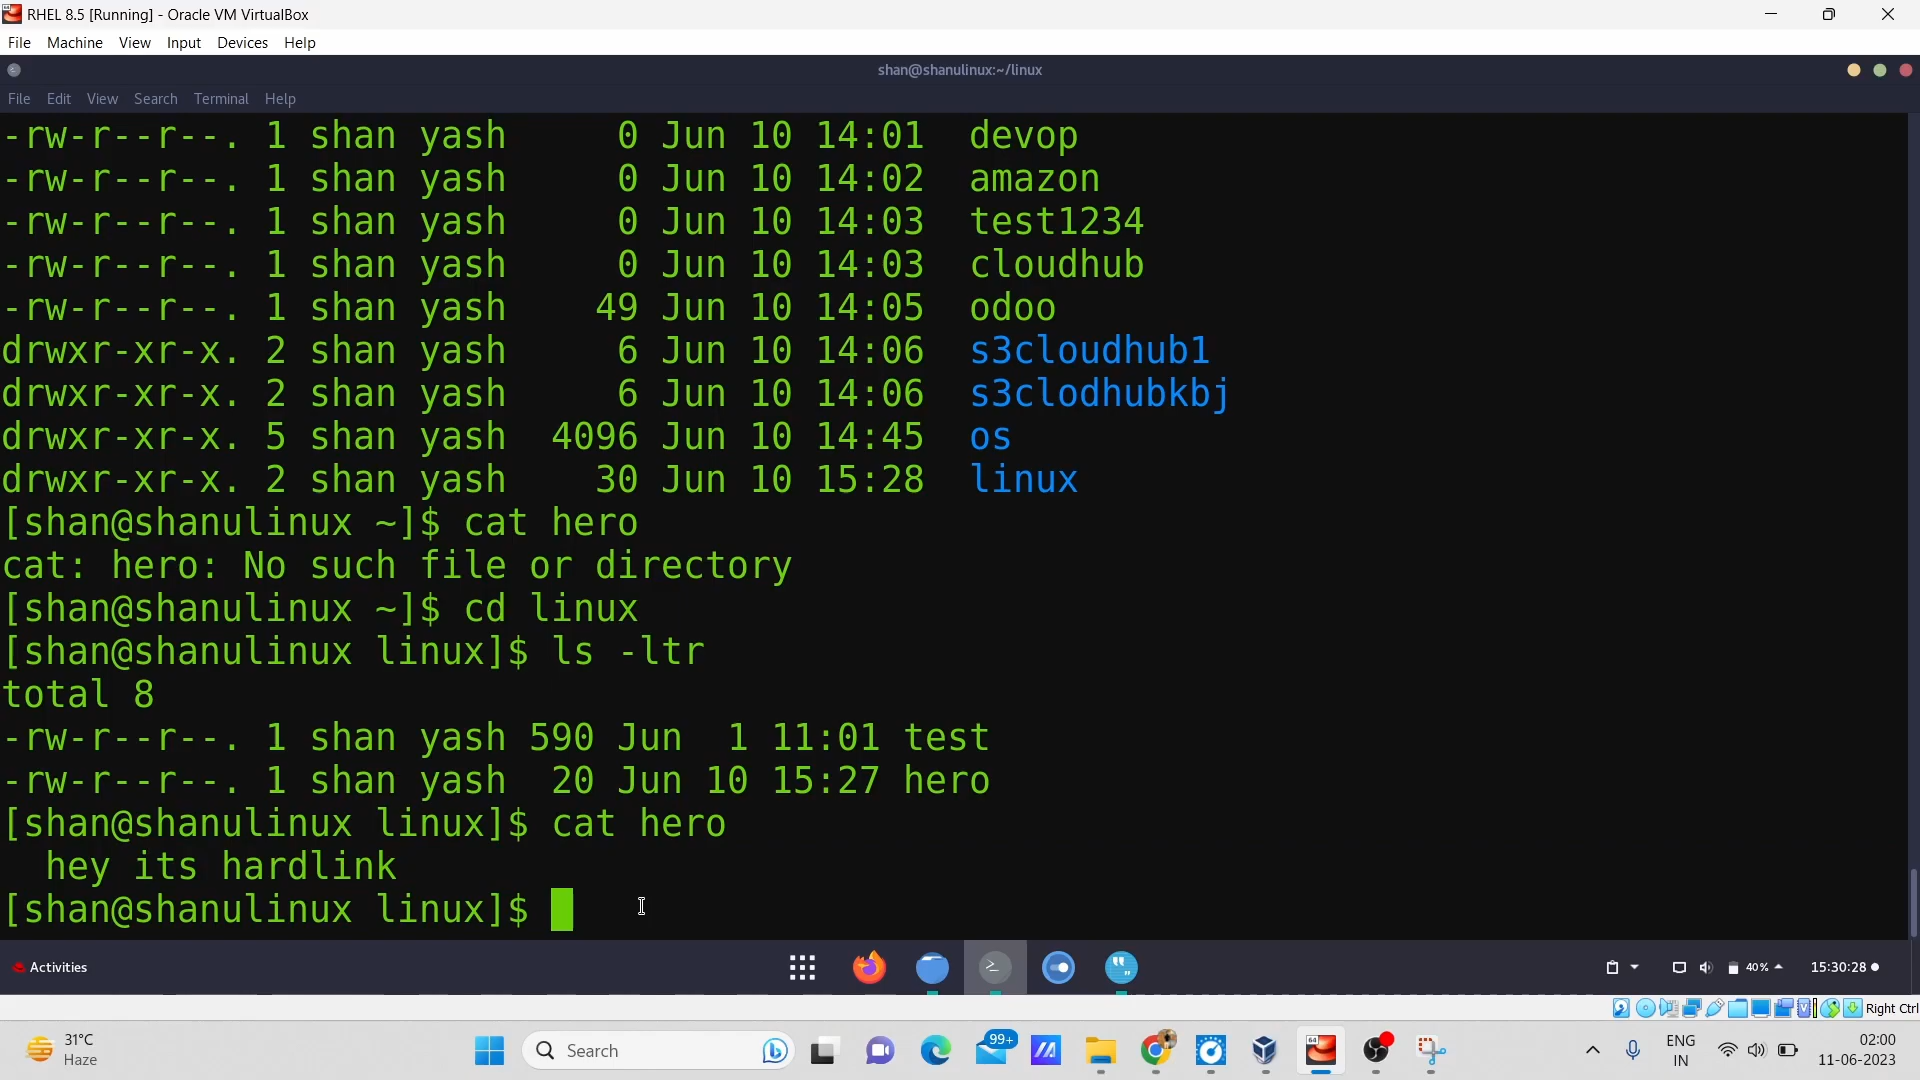 RHEL 8.5 [Running] - Oracle VM VirtualBox
File Machine View Input Devices Help
shan@shanulinux:~/linux
File Edit View Search Terminal Help
-rw-r--r--. 1 shan yash 0 Jun 10 14:01 devop
-rw-r--r--. 1 shan yash 0 Jun 10 14:02 amazon
-rw-r--r--. 1 shan yash 0 Jun 10 14:03 test1234
-rw-r--r--. 1 shan yash 0 Jun 10 14:03 cloudhub
-rw-r--r--. 1 shan yash 49 Jun 10 14:05 odoo
drwxr-xr-x. 2 shan yash 6 Jun 10 14:06 s3cloudhub1
drwxr-xr-x. 2 shan yash 6 Jun 10 14:06 s3clodhubkbj
drwxr-xr-x. 5 shan yash 4096 Jun 10 14:45 os
drwxr-xr-x. 2 shan yash 30 Jun 10 15:28 linux
[shan@shanulinux ~]$ cat hero
cat: hero: No such file or directory
[shan@shanulinux ~]$ cd linux
[shan@shanulinux linux]$ ls -ltr
total 8
-rw-r--r--. 1 shan yash 590 Jun 1 11:01 test
-rw-r--r--. 1 shan yash 20 Jun 10 15:27 hero
[shan@shanulinux linux]$ cat hero
hey its hardlink
[shan@shanulinux linux]$
Activities 40% 15:30:28
Right Ctrl
31°C
Haze
Search
99+
64
ENG
IN
02:00
11-06-2023